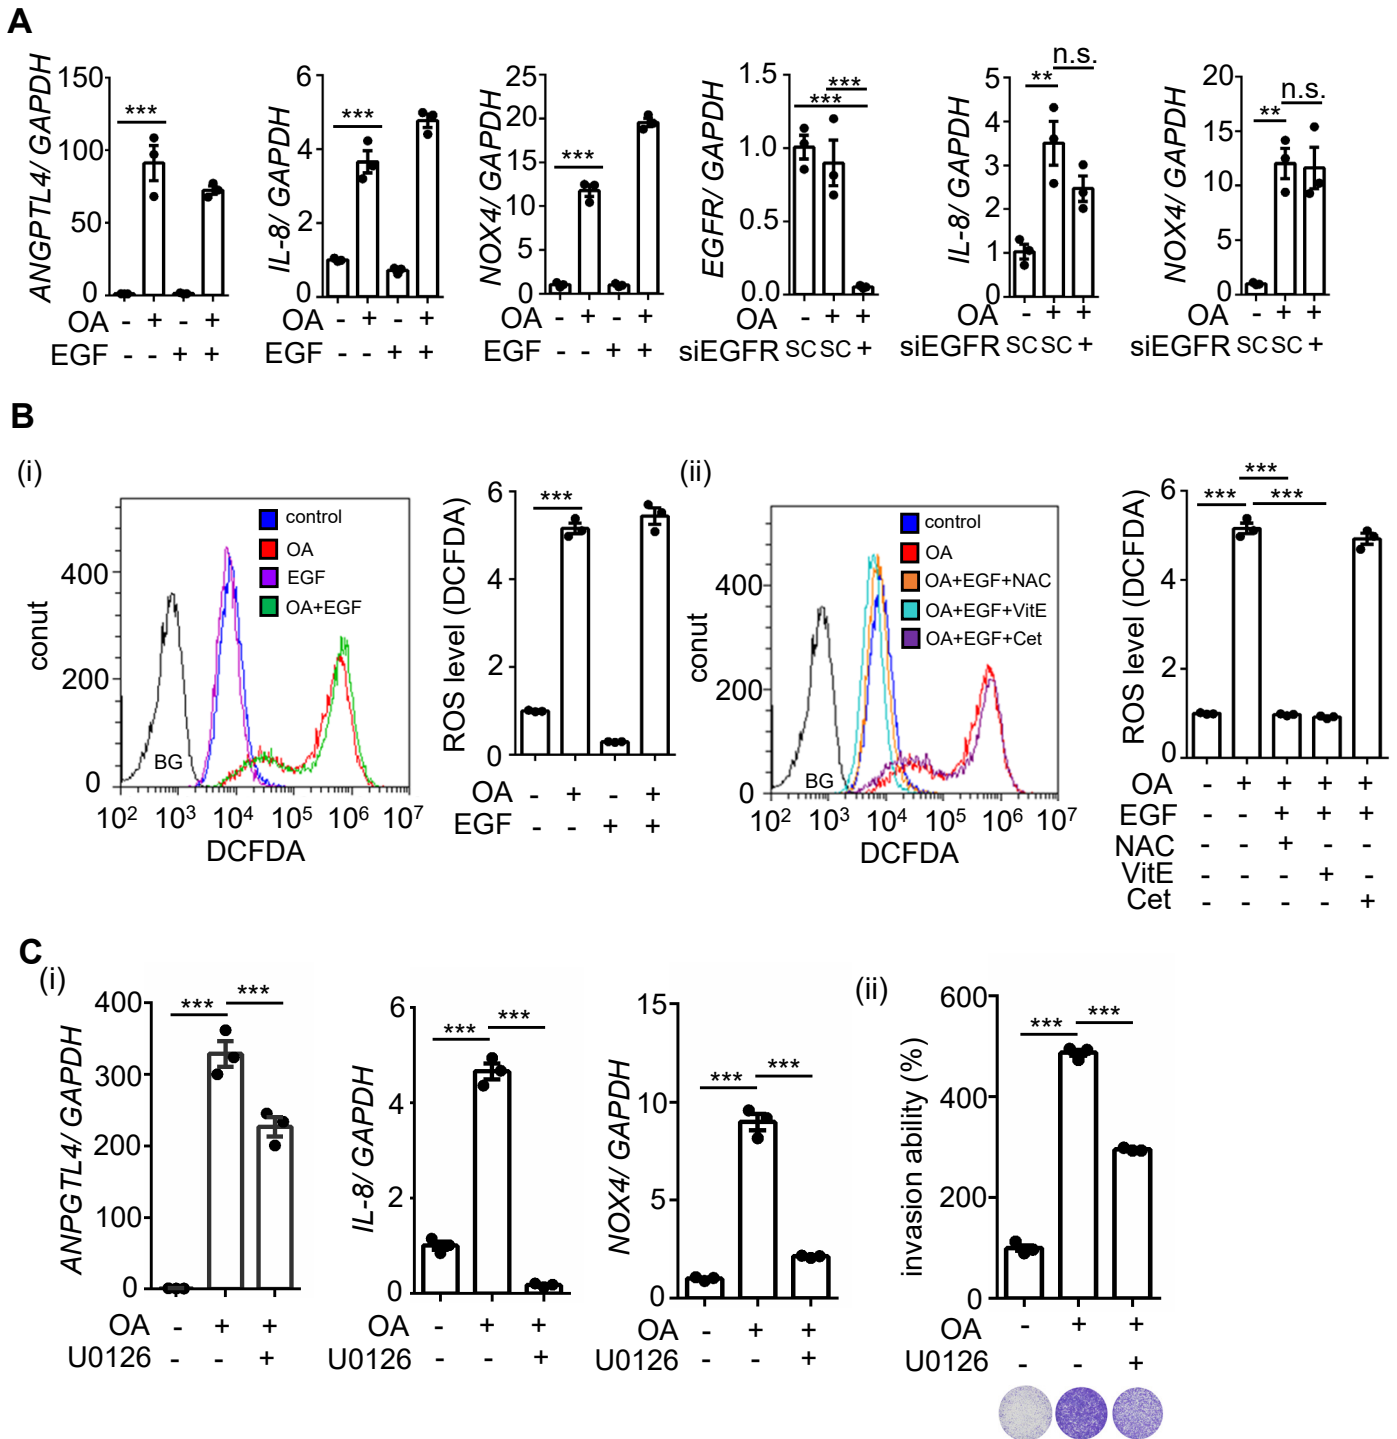 A
ANGPTL4/ GAPDH
150
100
50
0
***
OA - + - +
EGF - - + +
IL-8/ GAPDH
6
4
2
0
***
OA - + - +
EGF - - + +
NOX4/ GAPDH
25
20
15
10
5
0
***
OA - + - +
EGF - - + +
EGFR/ GAPDH
1.5
1.0
0.5
0.0
***
***
OA - + +
siEGFR SC SC +
IL-8/ GAPDH
5
4
3
2
1
0
** n.s.
OA - + +
siEGFR SC SC +
NOX4/ GAPDH
20
15
10
5
0
** n.s.
OA - + +
siEGFR SC SC +
B
(i)
conut
400
200
0
control
OA
EGF
OA+EGF
BG
10² 10³ 10⁴ 10⁵ 10⁶ 10⁷
DCFDA
ROS level (DCFDA)
6
4
2
0
***
OA - + - +
EGF - - + +
(ii)
conut
400
200
0
control
OA
OA+EGF+NAC
OA+EGF+VitE
OA+EGF+Cet
BG
10² 10³ 10⁴ 10⁵ 10⁶ 10⁷
DCFDA
ROS level (DCFDA)
6
4
2
0
***
*** ***
OA - + + + +
EGF - - + + +
NAC - - + - -
VitE - - - + -
Cet - - - - +
C
(i)
ANPGTL4/ GAPDH
400
300
200
100
0
*** ***
OA - + +
U0126 - - +
IL-8/ GAPDH
6
4
2
0
*** ***
OA - + +
U0126 - - +
NOX4/ GAPDH
15
10
5
0
*** ***
OA - + +
U0126 - - +
(ii)
invasion ability (%)
600
400
200
0
*** ***
OA - + +
U0126 - - +